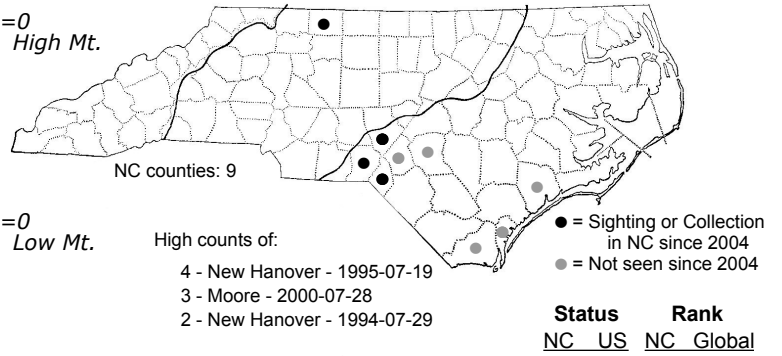 =0
High Mt.
NC counties: 9
=0
Low Mt.
High counts of:
4 - New Hanover - 1995-07-19
3 - Moore - 2000-07-28
2 - New Hanover - 1994-07-29
● = Sighting or Collection
in NC since 2004
● = Not seen since 2004
Status Rank
NC US NC Global